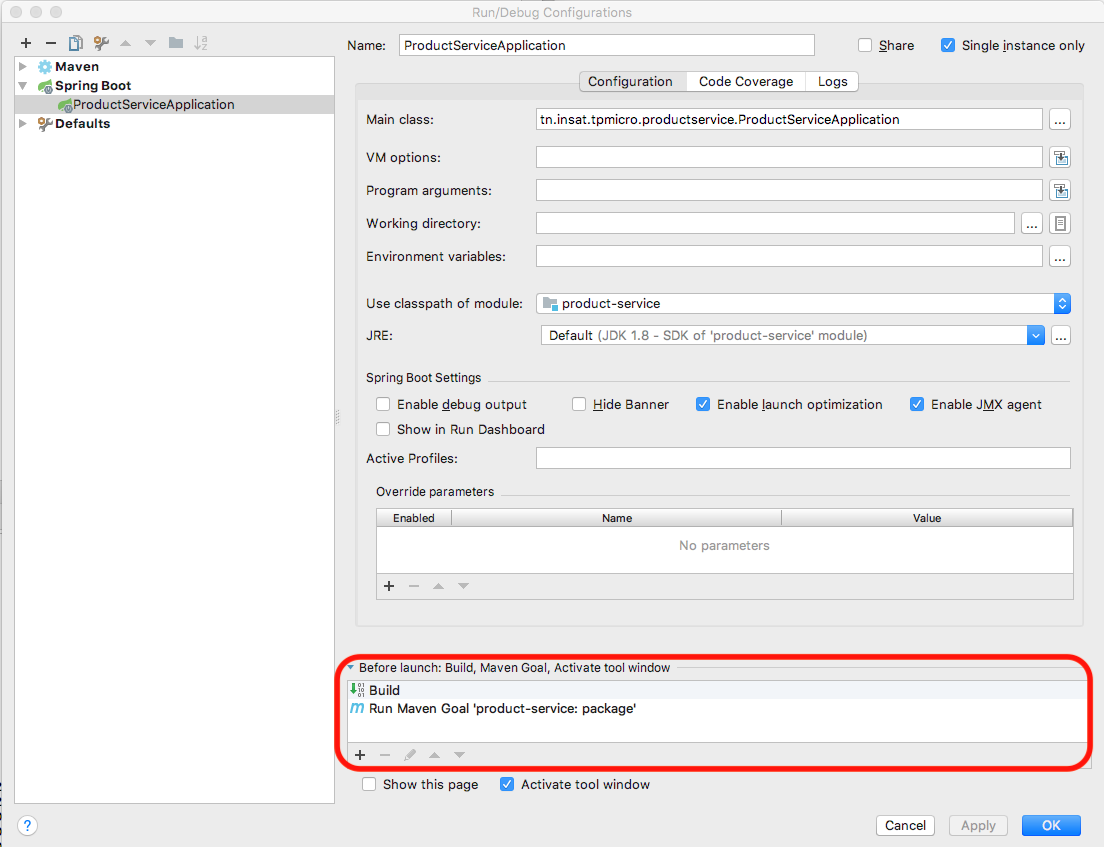 Run/Debug Configurations
Name: ProductServiceApplication Share Single instance only
Maven
Spring Boot
ProductServiceApplication
Defaults
Configuration Code Coverage Logs
Main class: tn.insat.tpmicro.productservice.ProductServiceApplication ...
VM options:
Program arguments:
Working directory: ...
Environment variables: ...
Use classpath of module: product-service
JRE: Default (JDK 1.8 - SDK of 'product-service' module) ...
Spring Boot Settings
Enable debug output Hide Banner Enable launch optimization Enable JMX agent
Show in Run Dashboard
Active Profiles:
Override parameters
Enabled Name Value
No parameters
Before launch: Build, Maven Goal, Activate tool window
Build
Run Maven Goal 'product-service: package'
Show this page Activate tool window
? Cancel Apply OK